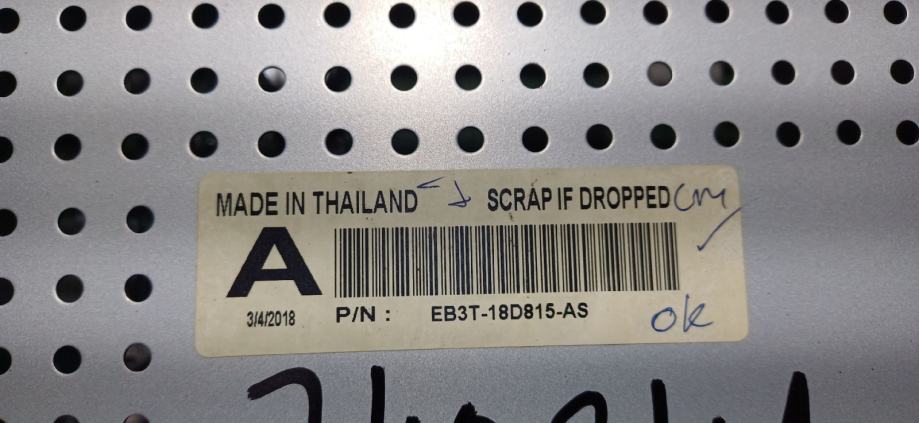 MADE IN THAILAND SCRAP IF DROPPED
A
3/4/2018 P/N : EB3T-18D815-AS
ok